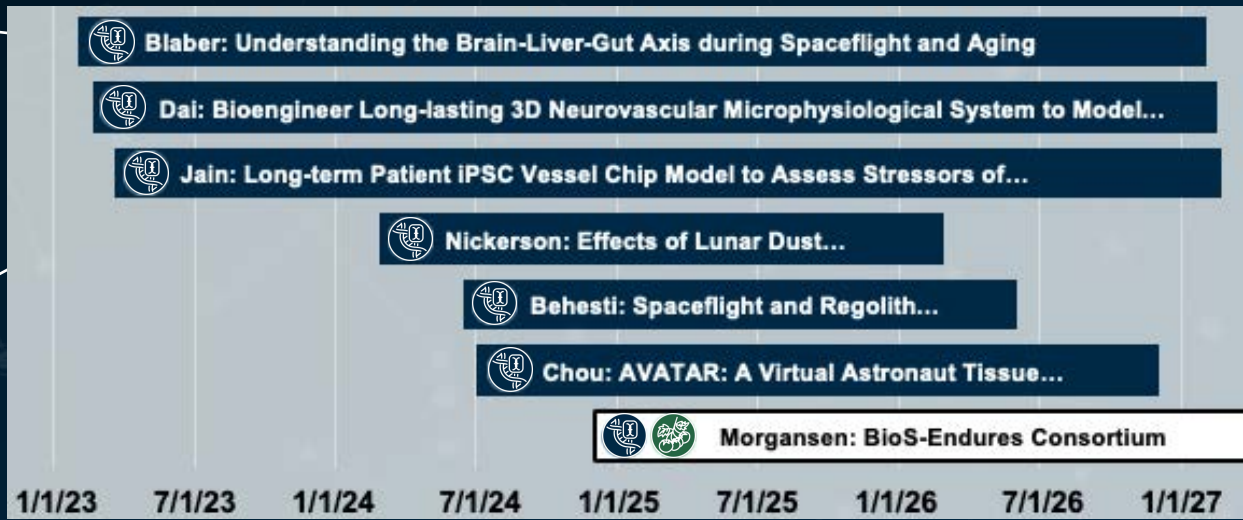 Blaber: Understanding the Brain-Liver-Gut Axis during Spaceflight and Aging
Dai: Bioengineer Long-lasting 3D Neurovascular Microphysiological System to Model...
Jain: Long-term Patient iPSC Vessel Chip Model to Assess Stressors of...
Nickerson: Effects of Lunar Dust...
Behesti: Spaceflight and Regolith...
Chou: AVATAR: A Virtual Astronaut Tissue...
Morgansen: BioS-Endures Consortium
1/1/23 7/1/23 1/1/24 7/1/24 1/1/25 7/1/25 1/1/26 7/1/26 1/1/27